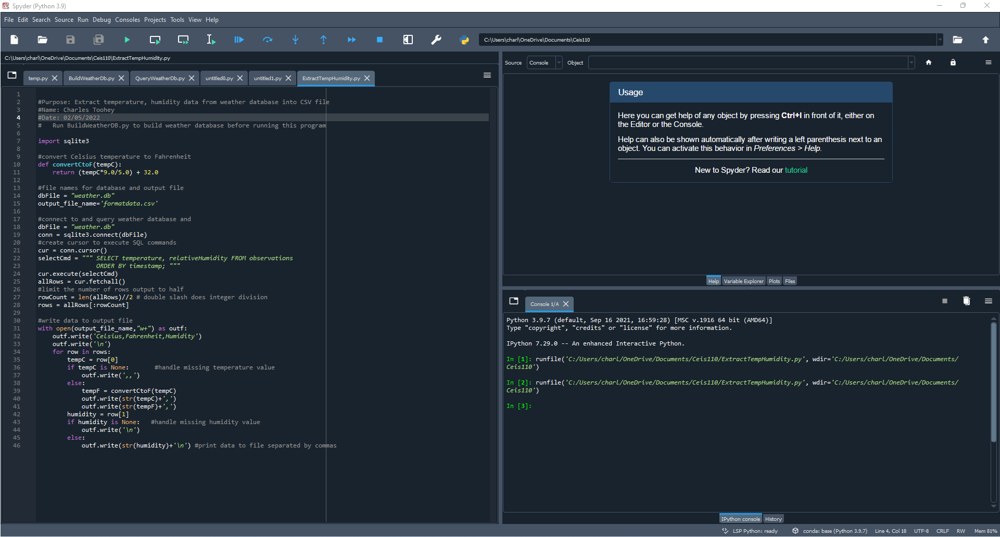 Spyder (Python 3.9)
File Edit Search Source Run Debug Consoles Projects Tools View Help
C:\Users\charl\OneDrive\Documents\Ceis110
C:\Users\charl\OneDrive\Documents\Ceis110\ExtractTempHumidity.py
temp.py BuildWeatherDb.py QueryWeatherDb.py untitled0.py untitled1.py ExtractTempHumidity.py
1
2 #Purpose: Extract temperature, humidity data from weather database into CSV file
3 #Name: Charles Toohey
4 #Date: 02/05/2022
5 #   Run BuildWeatherDB.py to build weather database before running this program
6
7 import sqlite3
8
9 #convert Celsius temperature to Fahrenheit
10 def convertCtoF(tempC):
11     return (tempC*9.0/5.0) + 32.0
12
13 #file names for database and output file
14 dbFile = "weather.db"
15 output_file_name='formatdata.csv'
16
17 #connect to and query weather database and
18 dbFile = "weather.db"
19 conn = sqlite3.connect(dbFile)
20 #create cursor to execute SQL commands
21 cur = conn.cursor()
22 selectCmd = """ SELECT temperature, relativeHumidity FROM observations
23                 ORDER BY timestamp; """
24 cur.execute(selectCmd)
25 allRows = cur.fetchall()
26 #limit the number of rows output to half
27 rowCount = len(allRows)//2 # double slash does integer division
28 rows = allRows[:rowCount]
29
30 #write data to output file
31 with open(output_file_name,"w+") as outf:
32     outf.write('Celsius,Fahrenheit,Humidity')
33     outf.write('\n')
34     for row in rows:
35         tempC = row[0]
36         if tempC is None:       #handle missing temperature value
37             outf.write(',,')
38         else:
39             tempF = convertCtoF(tempC)
40             outf.write(str(tempC)+',')
41             outf.write(str(tempF)+',')
42         humidity = row[1]
43         if humidity is None:   #handle missing humidity value
44             outf.write('\n')
45         else:
46             outf.write(str(humidity)+'\n') #print data to file separated by commas
Source Console Object
Usage
Here you can get help of any object by pressing Ctrl+I in front of it, either on
the Editor or the Console.
Help can also be shown automatically after writing a left parenthesis next to an
object. You can activate this behavior in Preferences > Help.
New to Spyder? Read our tutorial
Help Variable Explorer Plots Files
Console 1/A
Python 3.9.7 (default, Sep 16 2021, 16:59:28) [MSC v.1916 64 bit (AMD64)]
Type "copyright", "credits" or "license" for more information.
IPython 7.29.0 -- An enhanced Interactive Python.
In [1]: runfile('C:/Users/charl/OneDrive/Documents/Ceis110/ExtractTempHumidity.py', wdir='C:/Users/charl/OneDrive/Documents/
Ceis110')
In [2]: runfile('C:/Users/charl/OneDrive/Documents/Ceis110/ExtractTempHumidity.py', wdir='C:/Users/charl/OneDrive/Documents/
Ceis110')
In [3]:
IPython console History
LSP Python: ready conda: base (Python 3.9.7) Line 4, Col 18 UTF-8 CRLF RW Mem 81%